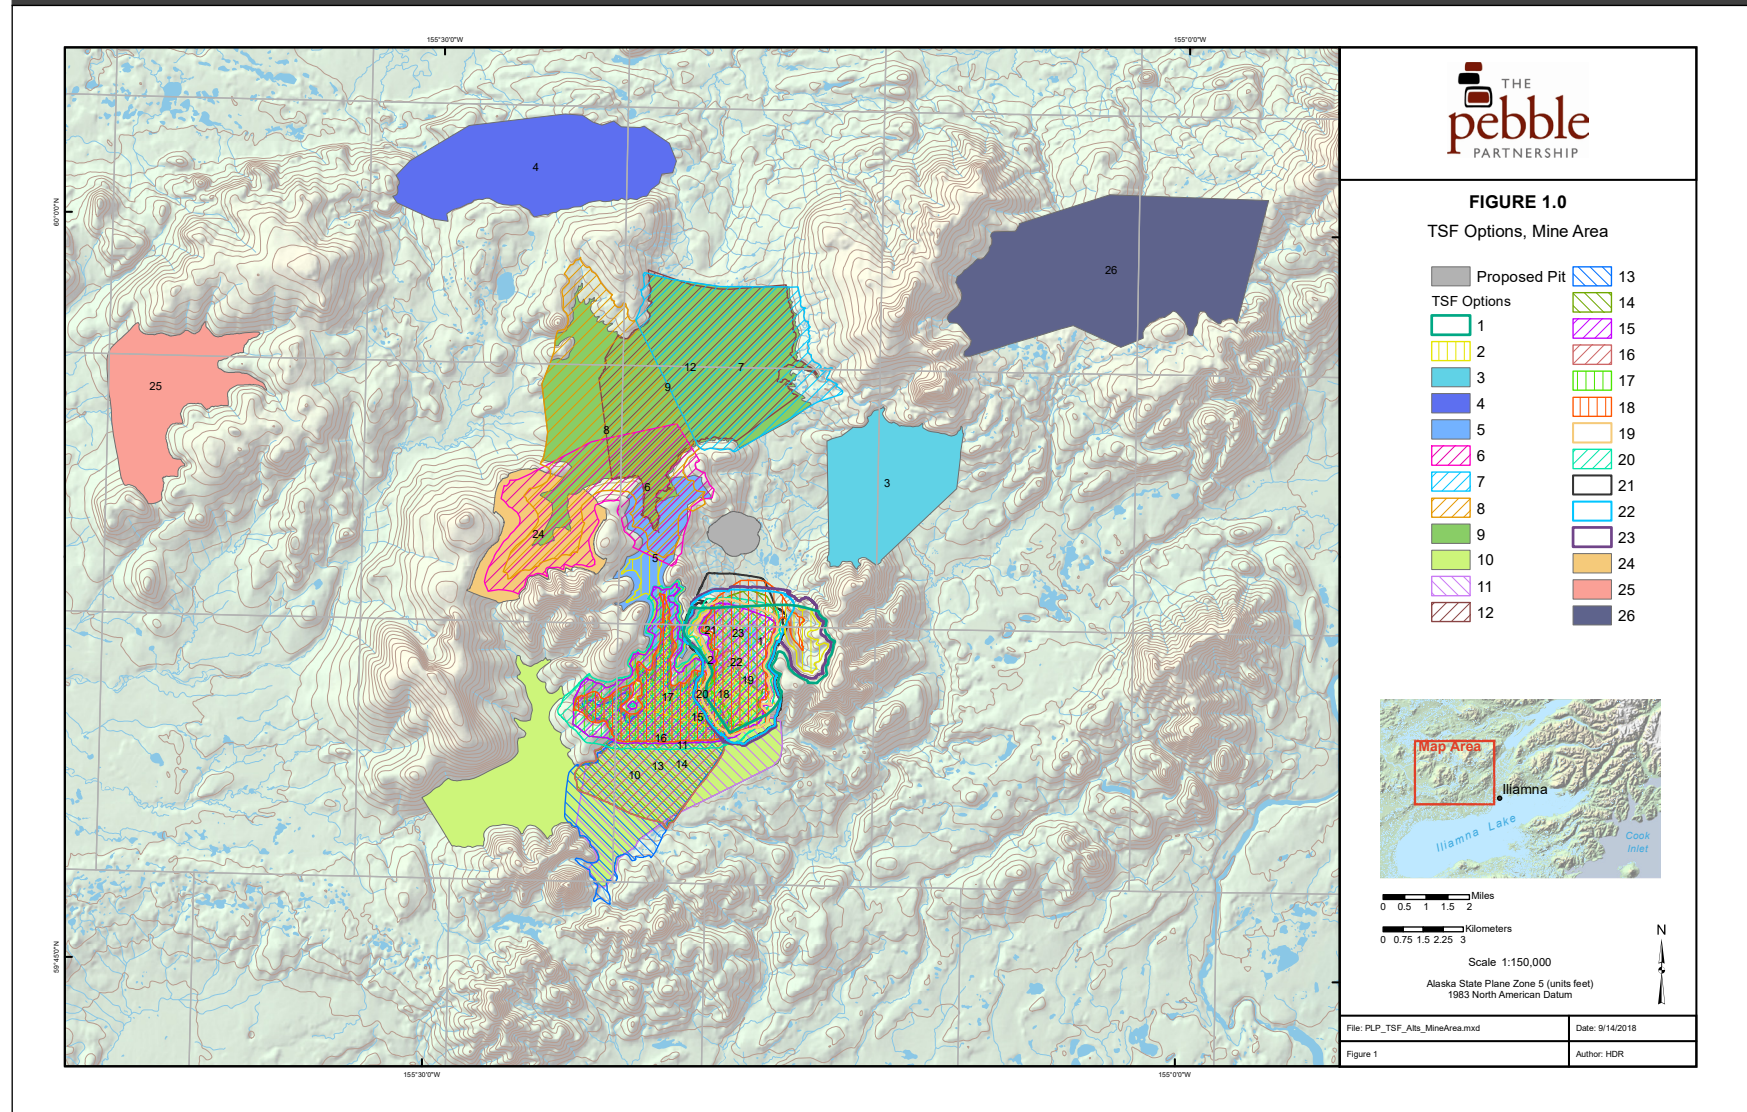 155°30'0"W
155°0'0"W
60°0'0"N
59°45'0"N
4
26
25
12
7
9
8
3
6
24
5
21
23
1
2
22
19
17
20
18
15
16
11
13
14
10
155°30'0"W
155°0'0"W
THE
pebble
PARTNERSHIP
FIGURE 1.0
TSF Options, Mine Area
Proposed Pit
TSF Options
1
2
3
4
5
6
7
8
9
10
11
12
13
14
15
16
17
18
19
20
21
22
23
24
25
26
Map Area
Iliamna
Iliamna Lake
Cook
Inlet
Miles
0 0.5 1 1.5 2
Kilometers
0 0.75 1.5 2.25 3
N
Scale 1:150,000
Alaska State Plane Zone 5 (units feet)
1983 North American Datum
File: PLP_TSF_Alts_MineArea.mxd
Date: 9/14/2018
Figure 1
Author: HDR